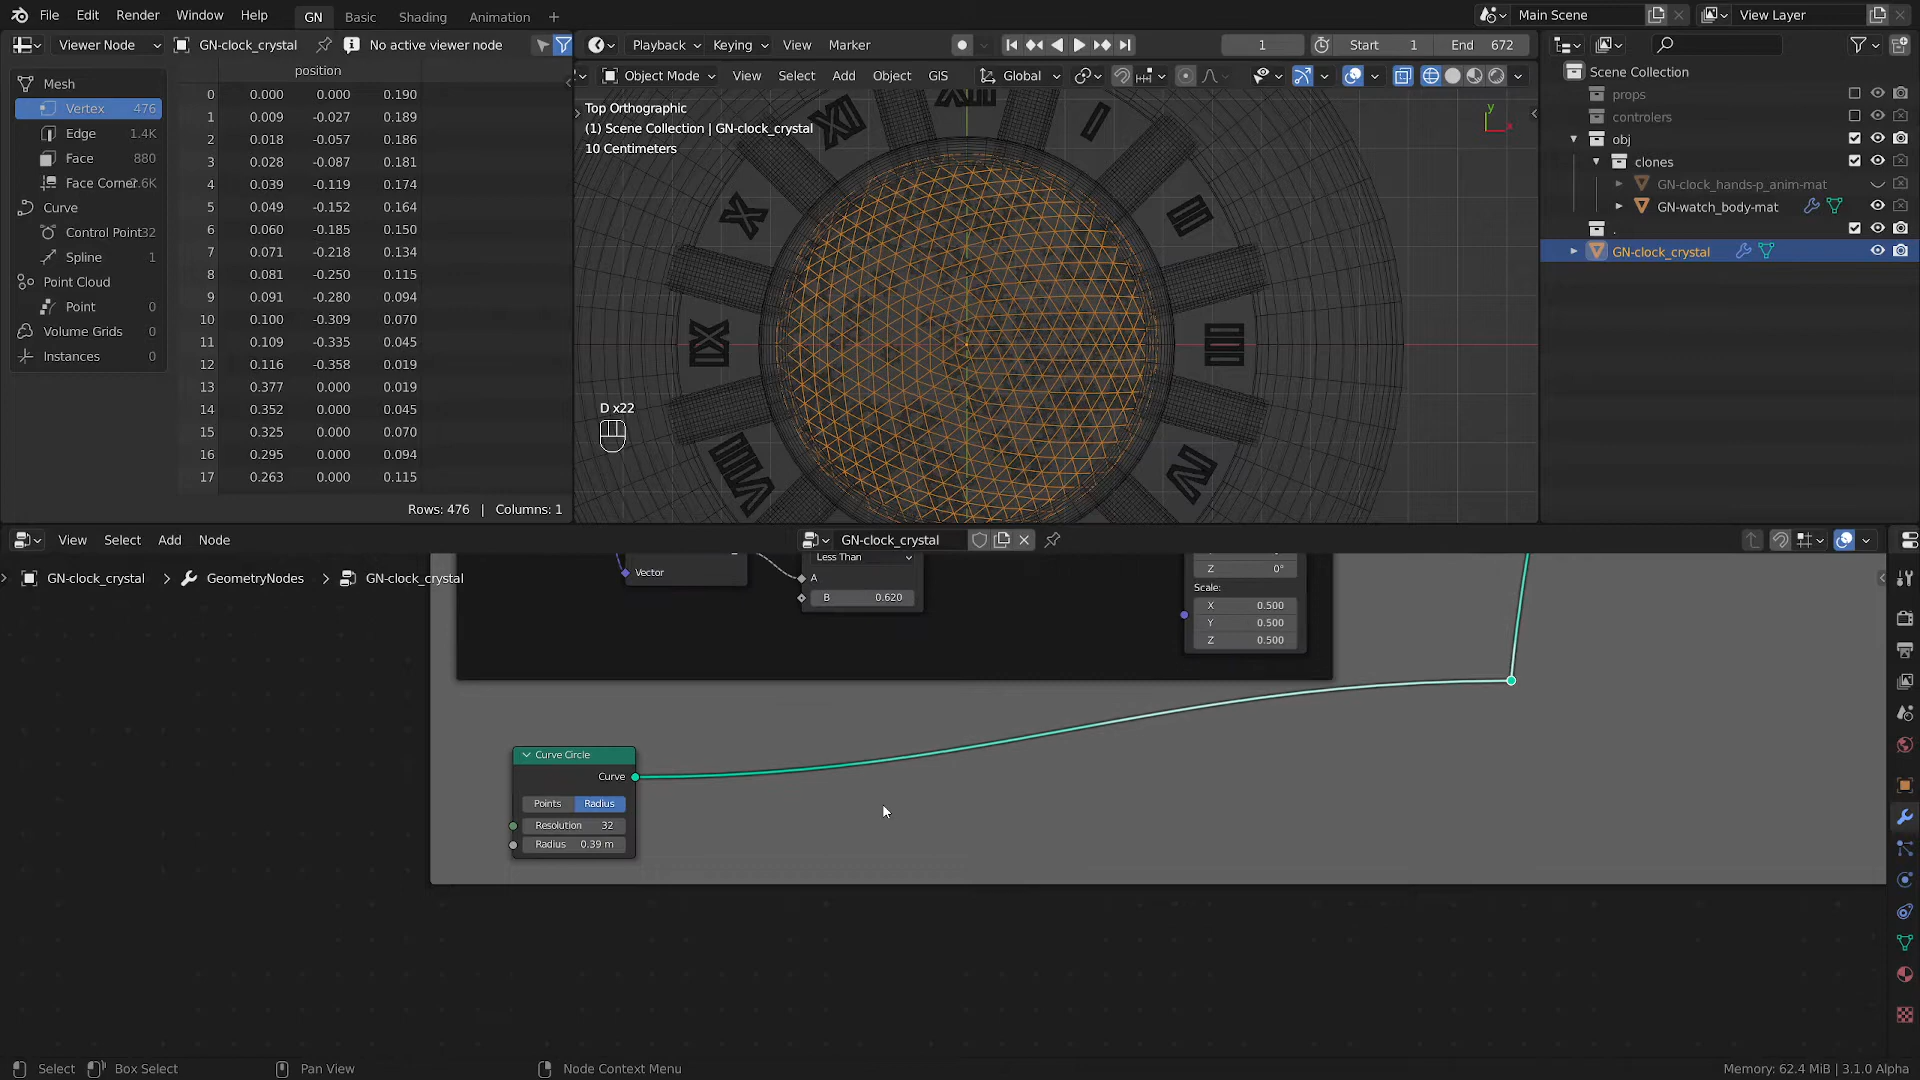 File Edit Render Window Help GN Basic Shading Animation Main Scene View Layer
Viewer Node GN-clock_crystal No active viewer node Playback Keying View Marker 1 Start 1 End 672
Object Mode View Select Add Object GIS Global
position
Mesh
Vertex 476
Edge 1.4K
Face 880
Face Corner 2.6K
Curve
Control Point 32
Spline 1
Point Cloud
Point 0
Volume Grids 0
Instances 0
0 0.000 0.000 0.190
1 0.009 -0.027 0.189
2 0.018 -0.057 0.186
3 0.028 -0.087 0.181
4 0.039 -0.119 0.174
5 0.049 -0.152 0.164
6 0.060 -0.185 0.150
7 0.071 -0.218 0.134
8 0.081 -0.250 0.115
9 0.091 -0.280 0.094
10 0.100 -0.309 0.070
11 0.109 -0.335 0.045
12 0.116 -0.358 0.019
13 0.377 0.000 0.019
14 0.352 0.000 0.045
15 0.325 0.000 0.070
16 0.295 0.000 0.094
17 0.263 0.000 0.115
Rows: 476 | Columns: 1
Top Orthographic
(1) Scene Collection | GN-clock_crystal
10 Centimeters
y
x
XII
I
II
III
IV
VIII
IX
X
XI
D x22
Scene Collection
props
controlers
obj
clones
GN-clock_hands-p_anim-mat
GN-watch_body-mat
.
GN-clock_crystal
View Select Add Node GN-clock_crystal
GN-clock_crystal GeometryNodes GN-clock_crystal
Vector
Less Than
A
B 0.620
Z 0°
Scale:
X 0.500
Y 0.500
Z 0.500
Curve Circle
Curve
Points Radius
Resolution 32
Radius 0.39 m
Select Box Select Pan View Node Context Menu Memory: 62.4 MiB | 3.1.0 Alpha